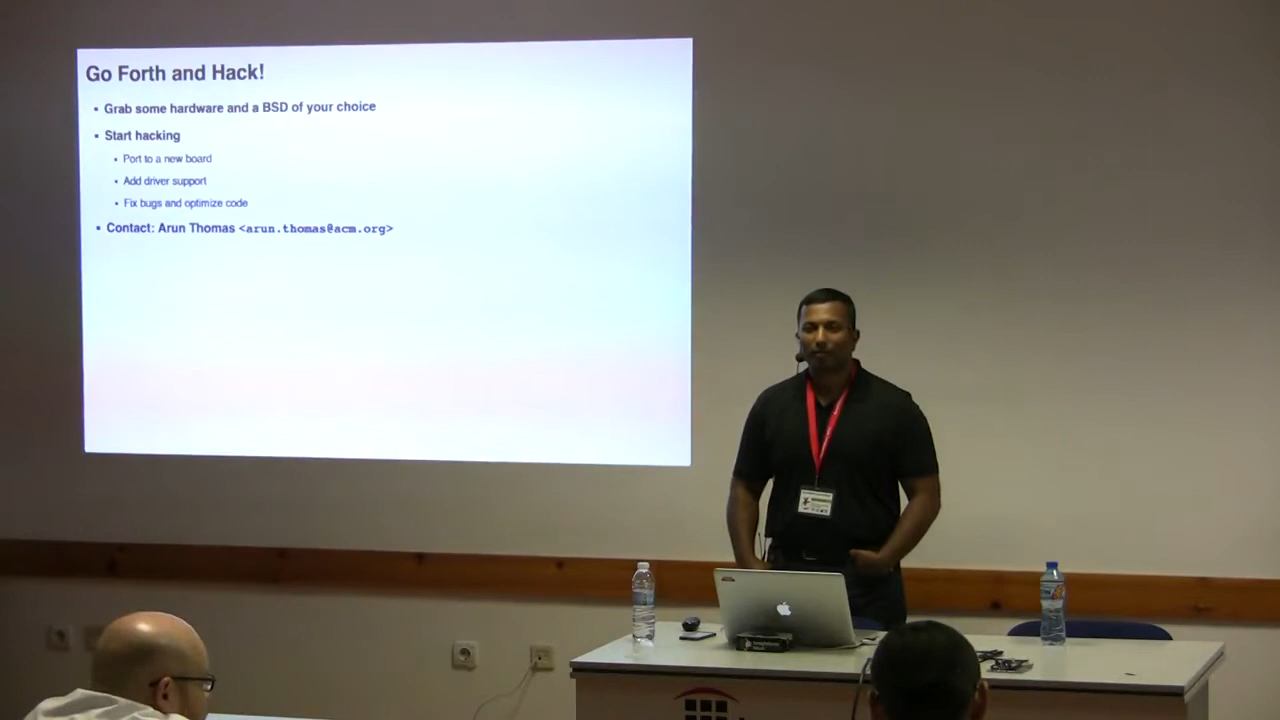 Go Forth and Hack!
• Grab some hardware and a BSD of your choice
• Start hacking
• Port to a new board
• Add driver support
• Fix bugs and optimize code
• Contact: Arun Thomas <arun.thomas@acm.org>